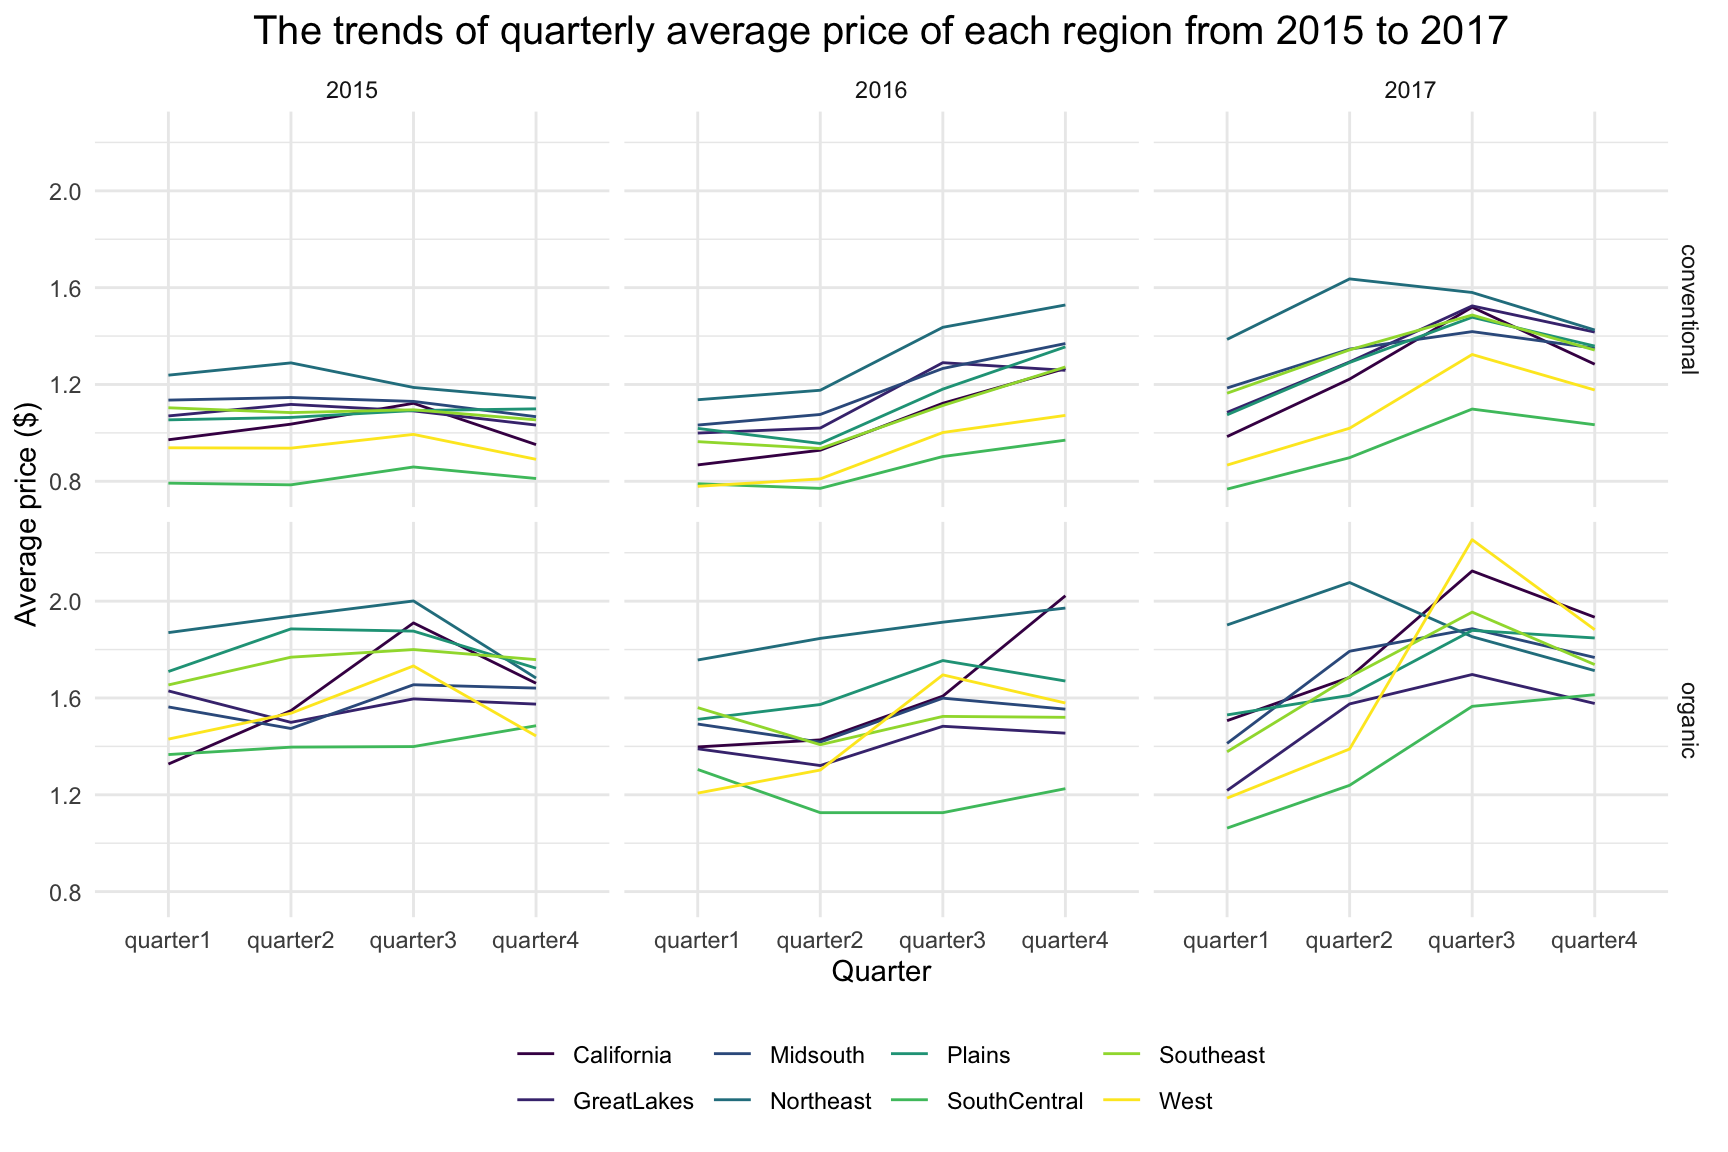 The trends of quarterly average price of each region from 2015 to 2017
2015 2016 2017
2.0
1.6
1.2
0.8
conventional
2.0
1.6
1.2
0.8
organic
Average price ($)
quarter1 quarter2 quarter3 quarter4 quarter1 quarter2 quarter3 quarter4 quarter1 quarter2 quarter3 quarter4
Quarter
California Midsouth Plains Southeast
GreatLakes Northeast SouthCentral West